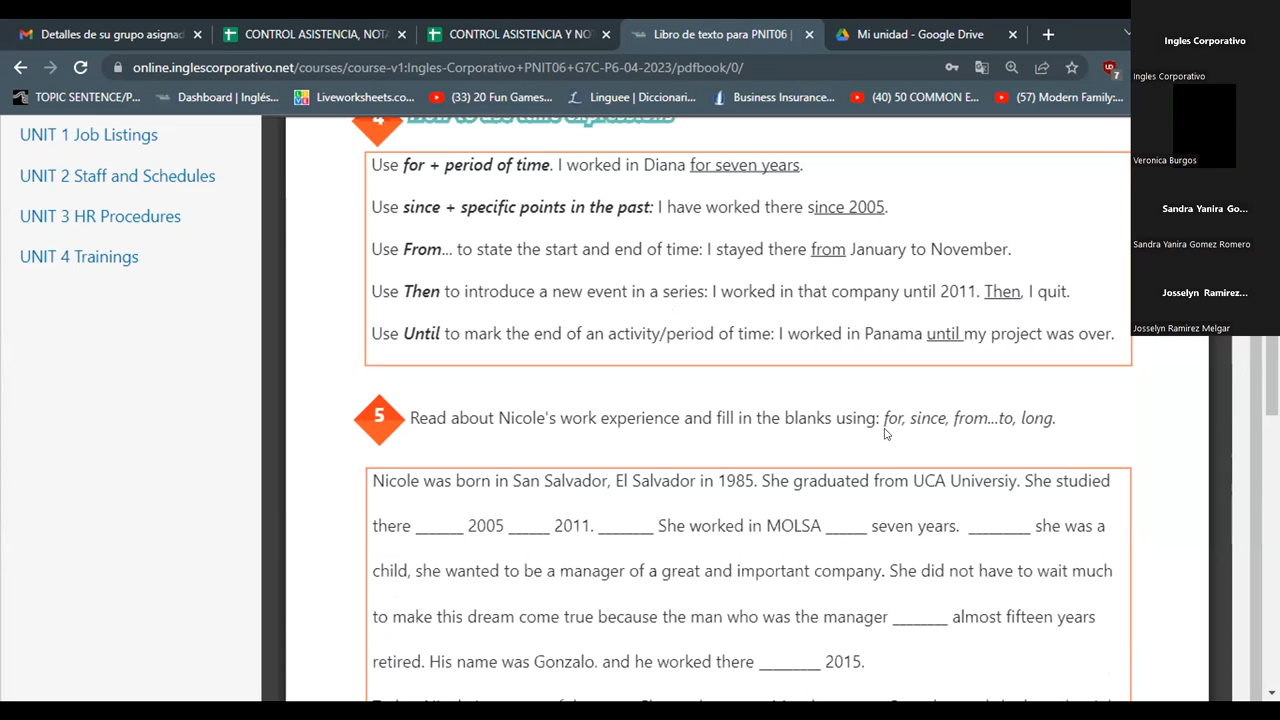 Detalles de su grupo asignad
CONTROL ASISTENCIA, NOTA
CONTROL ASISTENCIA Y NOT
Libro de texto para PNIT06 |
Mi unidad - Google Drive
Ingles Corporativo
online.inglescorporativo.net/courses/course-v1:Ingles-Corporativo+PNIT06+G7C-P6-04-2023/pdfbook/0/
7
Ingles Corporativo
TOPIC SENTENCE/P...
Dashboard | Inglés...
Liveworksheets.co...
(33) 20 Fun Games...
Linguee | Diccionari...
Business Insurance...
(40) 50 COMMON E...
(57) Modern Family:...
4 How to use time expressions
UNIT 1 Job Listings
UNIT 2 Staff and Schedules
UNIT 3 HR Procedures
UNIT 4 Trainings
Use for + period of time. I worked in Diana for seven years.
Use since + specific points in the past: I have worked there since 2005.
Use From... to state the start and end of time: I stayed there from January to November.
Use Then to introduce a new event in a series: I worked in that company until 2011. Then, I quit.
Use Until to mark the end of an activity/period of time: I worked in Panama until my project was over.
Veronica Burgos
Sandra Yanira Go...
Sandra Yanira Gomez Romero
Josselyn Ramirez...
Josselyn Ramirez Melgar
5 Read about Nicole's work experience and fill in the blanks using: for, since, from...to, long.
Nicole was born in San Salvador, El Salvador in 1985. She graduated from UCA Universiy. She studied
there _______ 2005 ______ 2011. ________ She worked in MOLSA ______ seven years. _________ she was a
child, she wanted to be a manager of a great and important company. She did not have to wait much
to make this dream come true because the man who was the manager ________ almost fifteen years
retired. His name was Gonzalo. and he worked there _________ 2015.